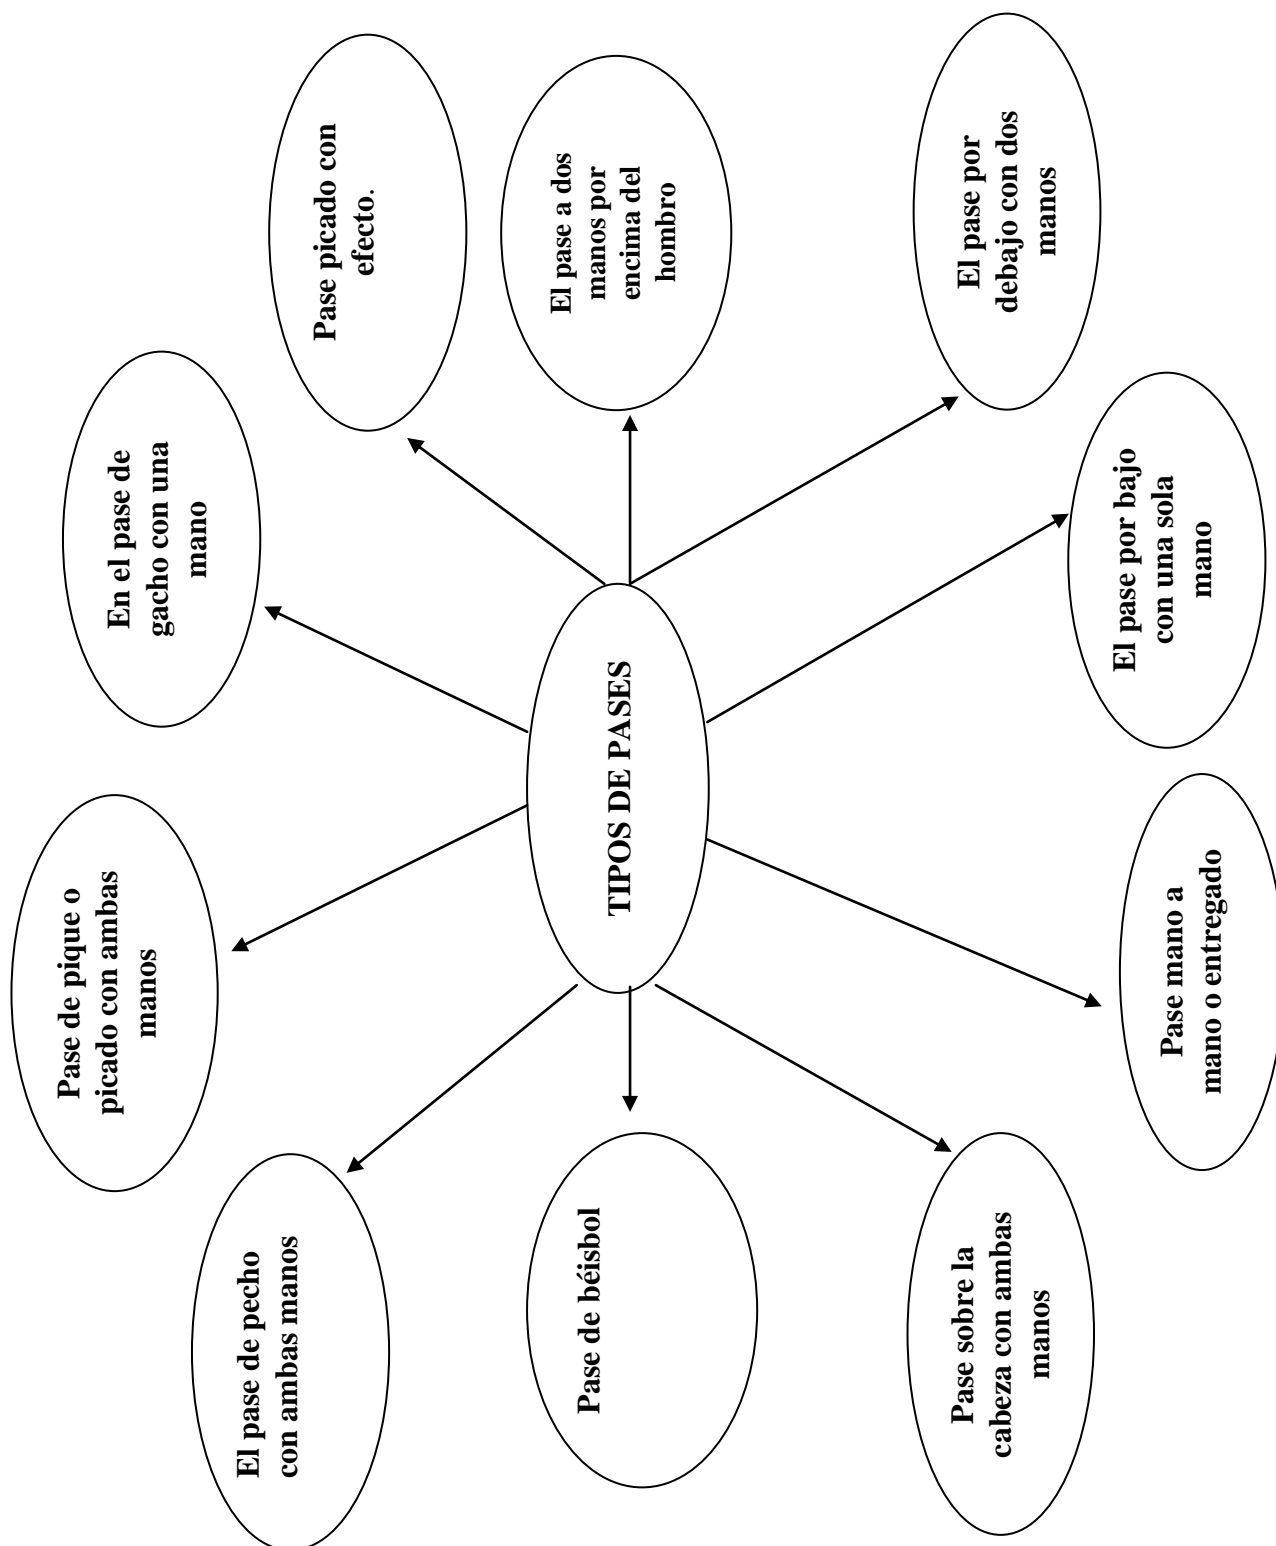 Pase de pique o
picado con ambas
manos
En el pase de
gacho con una
mano
El pase de pecho
con ambas manos
Pase picado con
efecto.
Pase de béisbol
TIPOS DE PASES
El pase a dos
manos por
encima del
hombro
Pase sobre la
cabeza con ambas
manos
El pase por
debajo con dos
manos
Pase mano a
mano o entregado
El pase por bajo
con una sola
mano